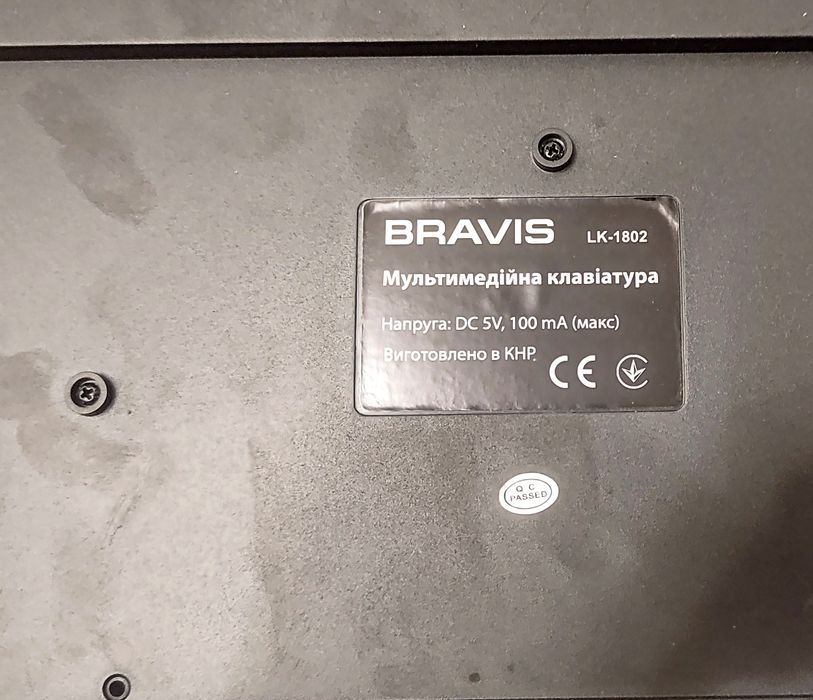 BRAVIS LK-1802
Мультимедійна клавіатура
Напруга: DC 5V, 100 mA (макс)
Виготовлено в КНР.
CE
Q C
PASSED